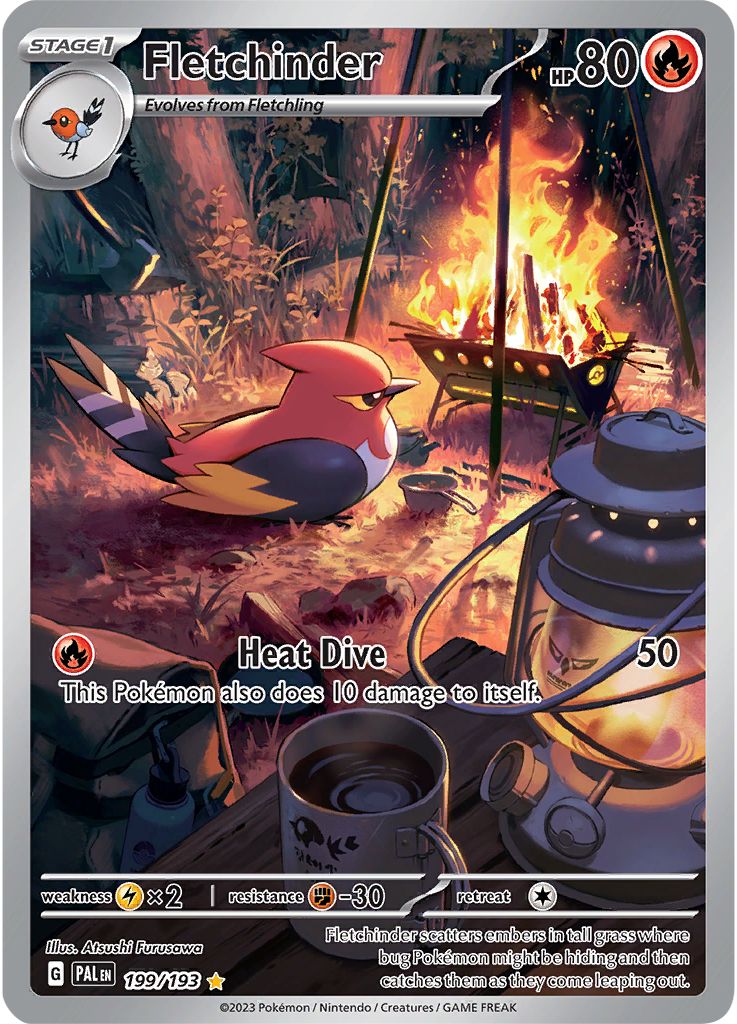 STAGE1
Fletchinder
HP80
Evolves from Fletchling
Heat Dive 50
This Pokémon also does 10 damage to itself.
weakness ×2 resistance -30 retreat
Illus. Atsushi Furusawa
Fletchinder scatters embers in tall grass where
bug Pokémon might be hiding and then
catches them as they come leaping out.
G PAL EN 199/193
©2023 Pokémon / Nintendo / Creatures / GAME FREAK